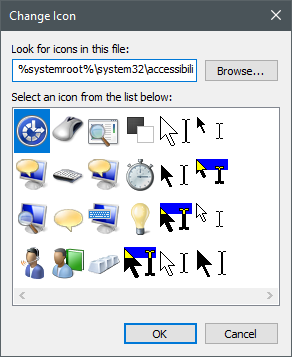 Change Icon
Look for icons in this file:
%systemroot%\system32\accessibili
Browse...
Select an icon from the list below:
OK
Cancel